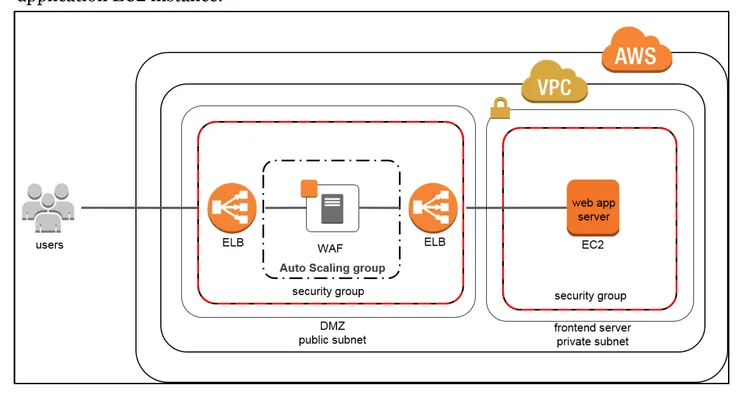 application EC2 instance.
AWS
VPC
web app
server
users
ELB
WAF
ELB
EC2
Auto Scaling group
security group
security group
DMZ
public subnet
frontend server
private subnet